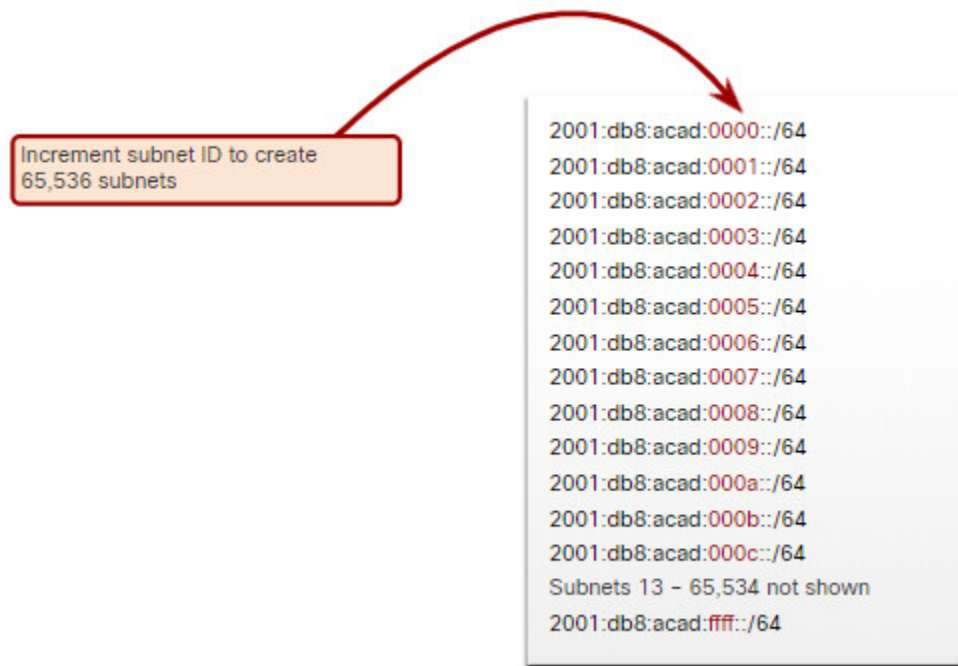 Increment subnet ID to create
65,536 subnets
2001:db8:acad:0000::/64
2001:db8:acad:0001::/64
2001:db8:acad:0002::/64
2001:db8:acad:0003::/64
2001:db8:acad:0004::/64
2001:db8:acad:0005::/64
2001:db8:acad:0006::/64
2001:db8:acad:0007::/64
2001:db8:acad:0008::/64
2001:db8:acad:0009::/64
2001:db8:acad:000a::/64
2001:db8:acad:000b::/64
2001:db8:acad:000c::/64
Subnets 13 – 65,534 not shown
2001:db8:acad:ffff::/64